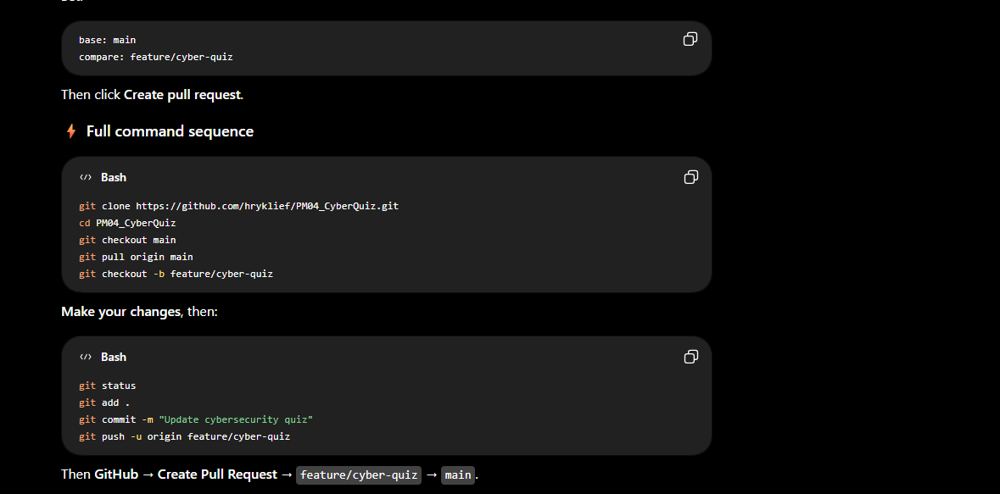 base: main
compare: feature/cyber-quiz
Then click Create pull request.
⚡ Full command sequence
</> Bash
git clone https://github.com/hryklief/PM04_CyberQuiz.git
cd PM04_CyberQuiz
git checkout main
git pull origin main
git checkout -b feature/cyber-quiz
Make your changes, then:
</> Bash
git status
git add .
git commit -m "Update cybersecurity quiz"
git push -u origin feature/cyber-quiz
Then GitHub → Create Pull Request → feature/cyber-quiz → main.